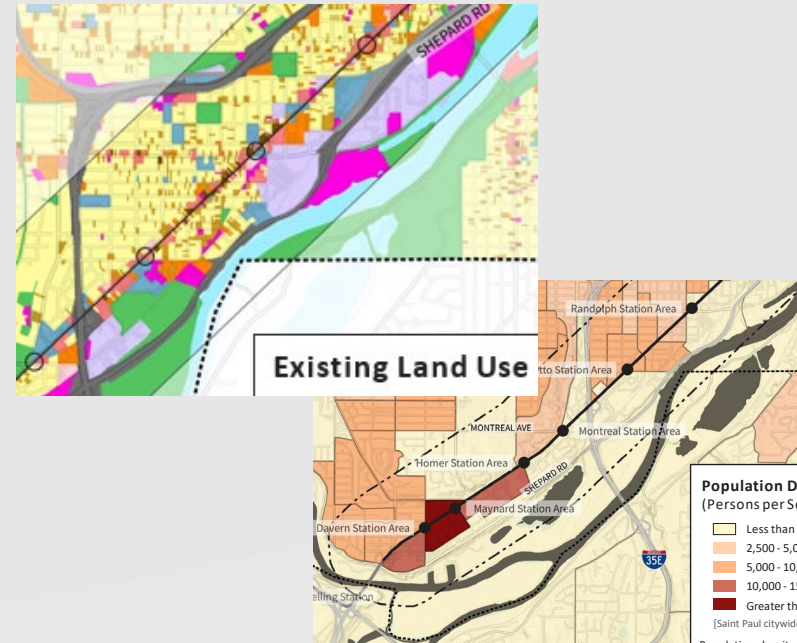 SHEPARD RD
Existing Land Use
Randolph Station Area
tto Station Area
MONTREAL AVE
Montreal Station Area
Homer Station Area
SHEPARD RD
Maynard Station Area
Davern Station Area
elling Station
35E
Population D
(Persons per S
Less than
2,500 - 5,0
5,000 - 10,
10,000 - 15
Greater th
[Saint Paul citywid